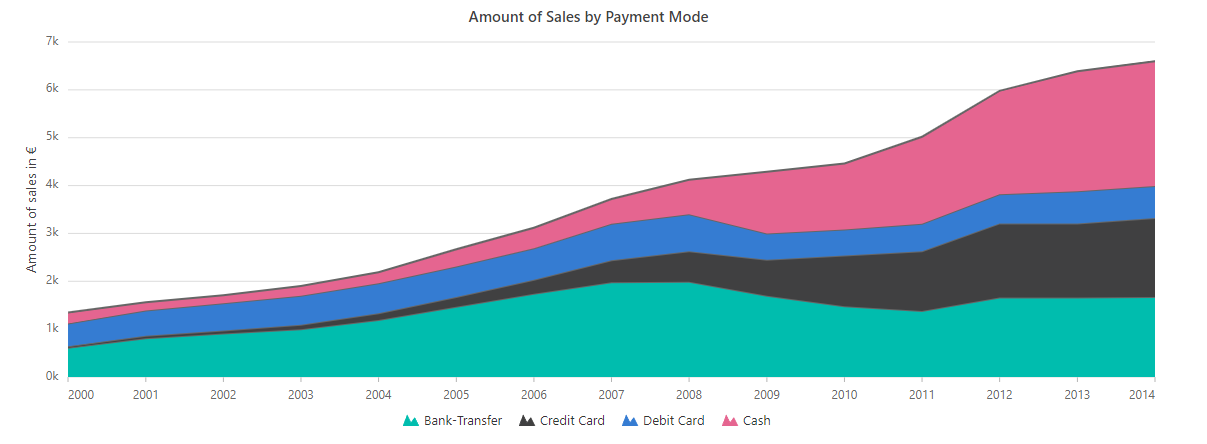 Amount of Sales by Payment Mode
7k
6k
5k
4k
3k
2k
1k
0k
Amount of sales in €
2000 2001 2002 2003 2004 2005 2006 2007 2008 2009 2010 2011 2012 2013 2014
Bank-Transfer Credit Card Debit Card Cash